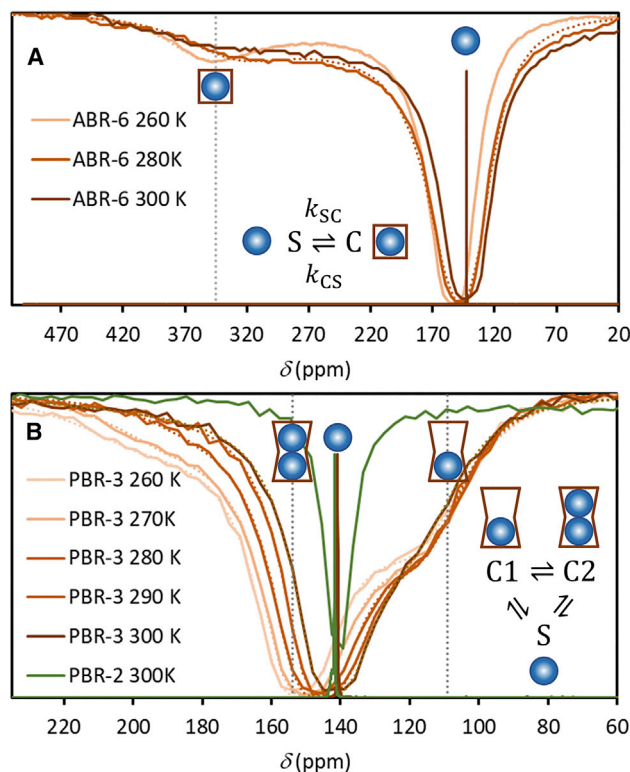 A
ABR-6 260 K
ABR-6 280K
ABR-6 300 K
kSC
S ⇌ C
kCS
470 420 370 320 270 220 170 120 70 20
δ(ppm)
B
PBR-3 260 K
PBR-3 270K
PBR-3 280 K
PBR-3 290 K
PBR-3 300 K
PBR-2 300K
C1 ⇌ C2
⇌ ⇌
S
220 200 180 160 140 120 100 80 60
δ(ppm)